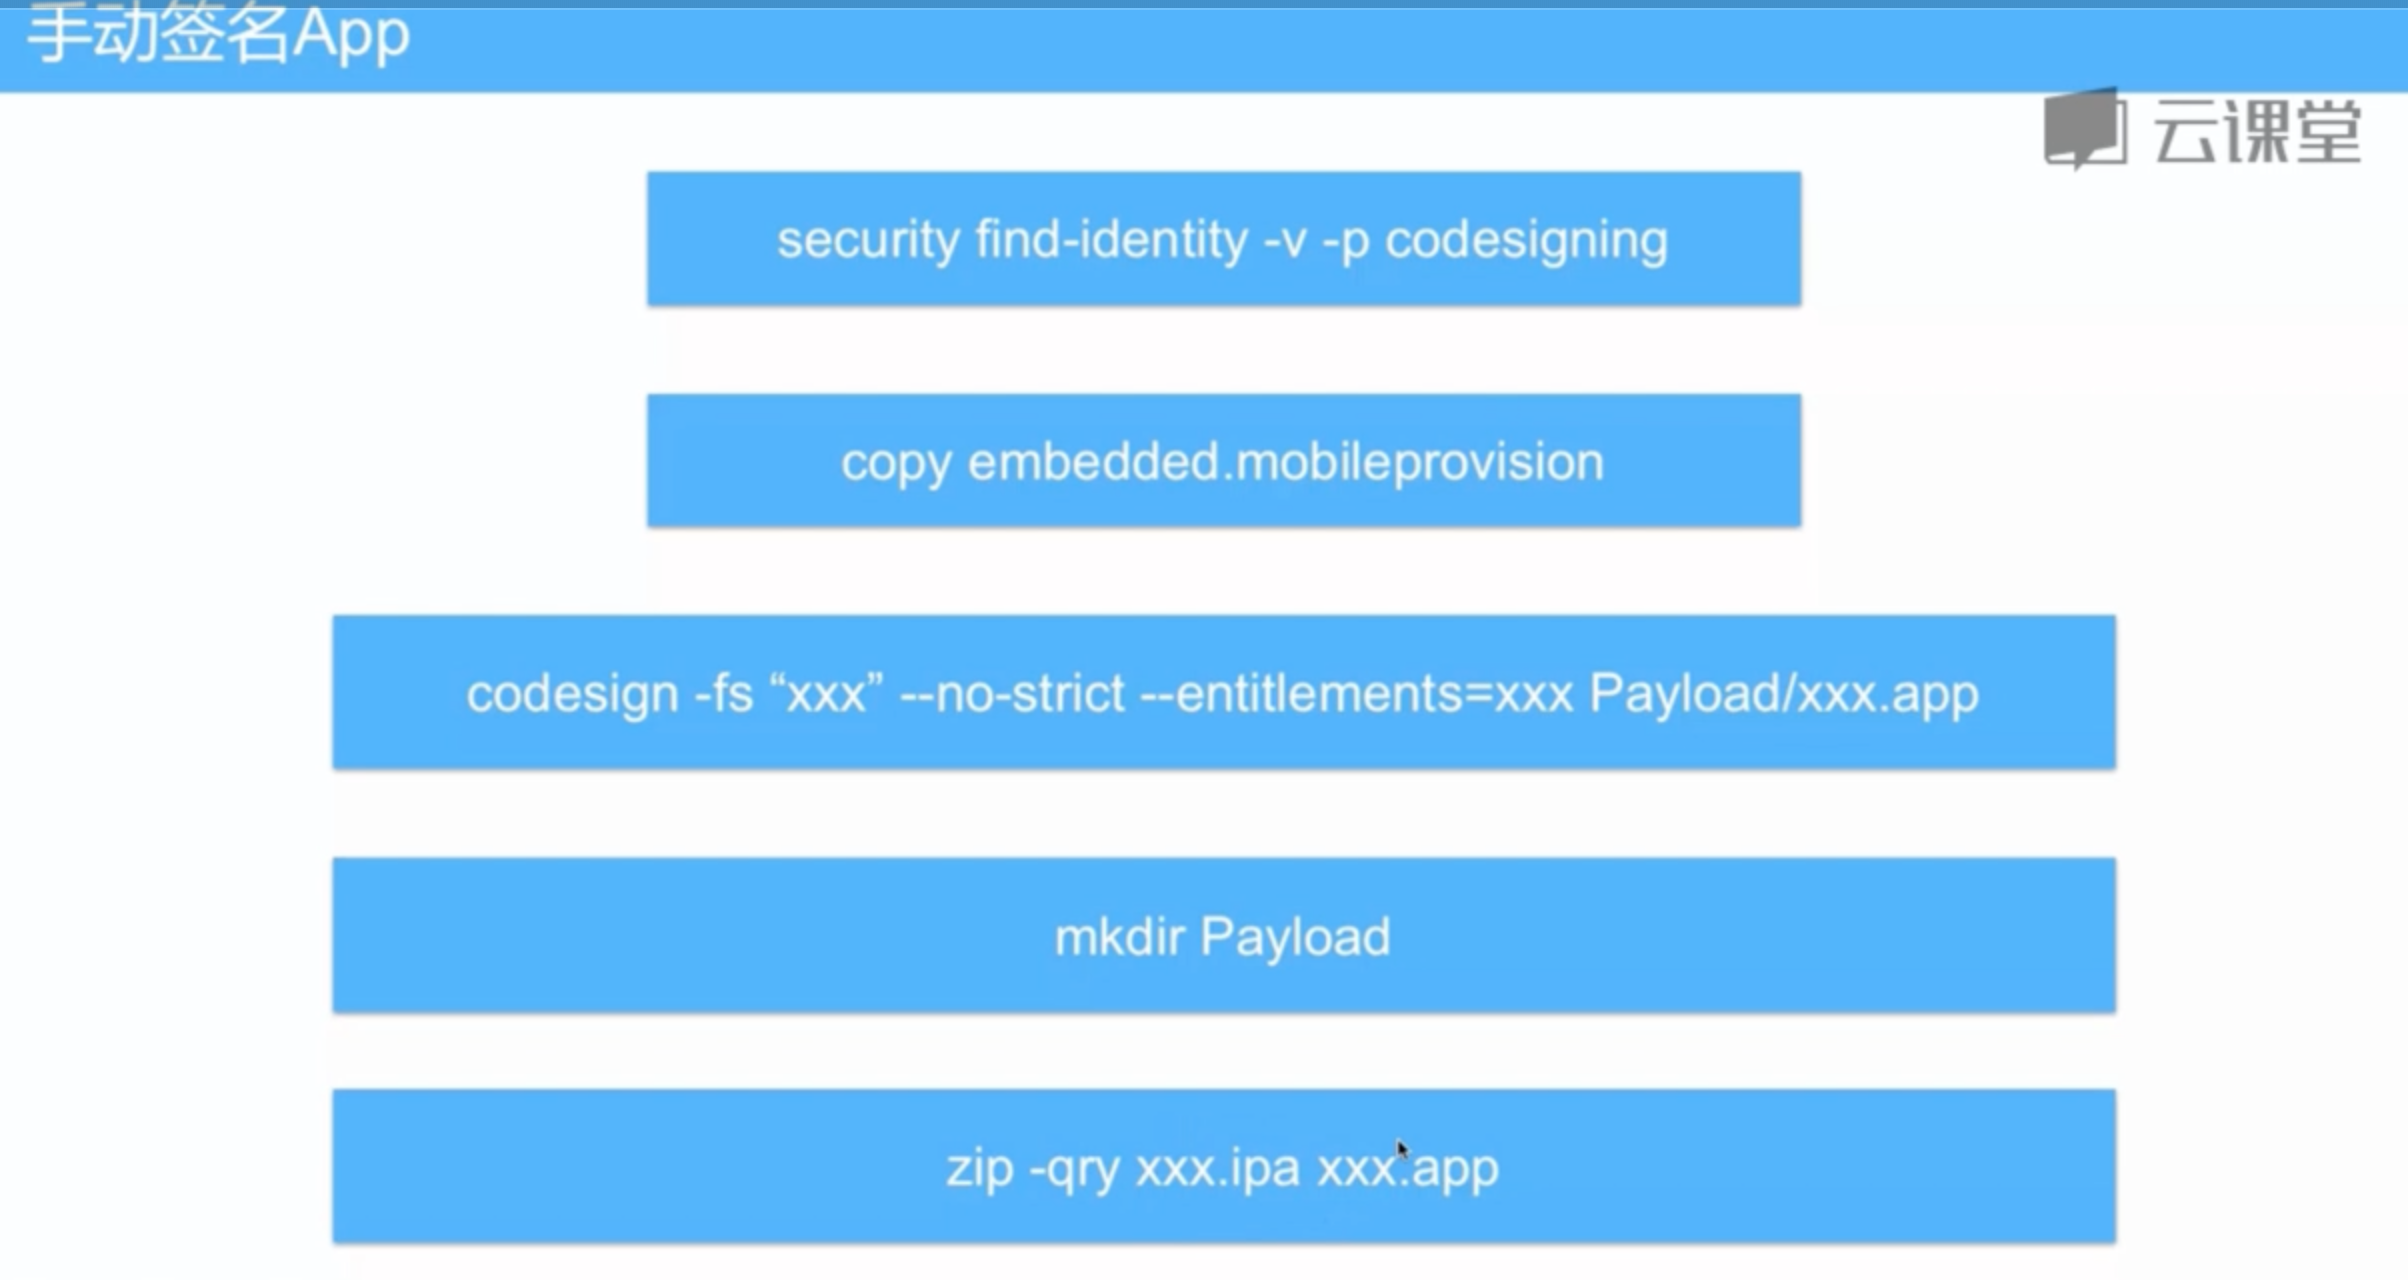 手动签名App
云课堂
security find-identity -v -p codesigning
copy embedded.mobileprovision
codesign -fs “xxx” --no-strict --entitlements=xxx Payload/xxx.app
mkdir Payload
zip -qry xxx.ipa xxx.app